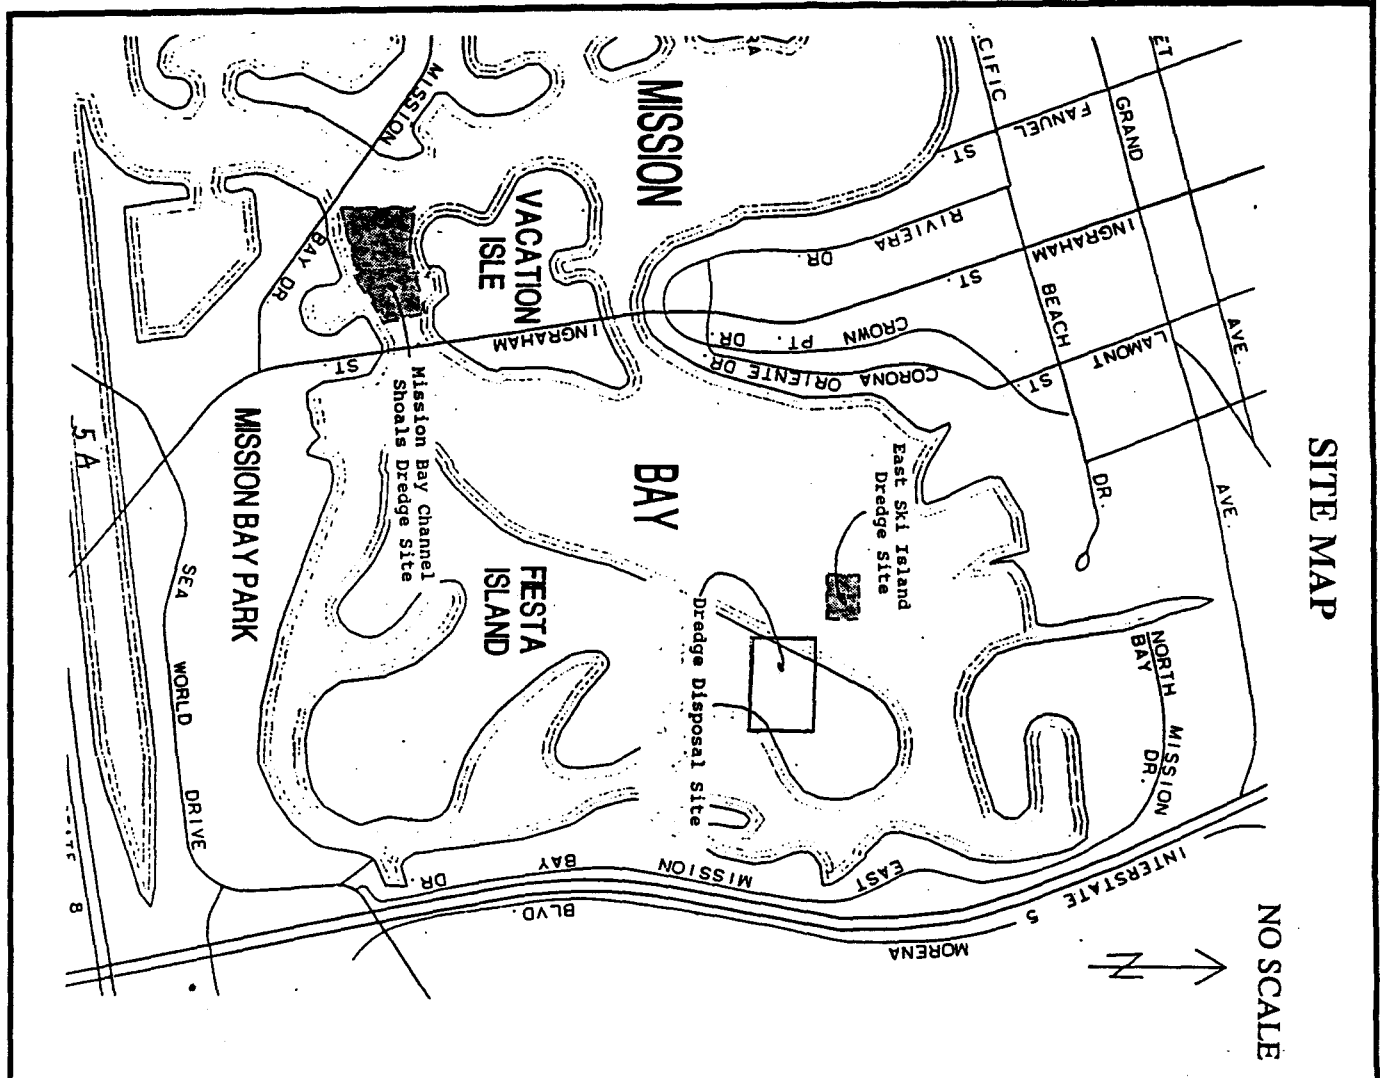 SITE MAP
NO SCALE
N
CIFIC
BEACH
DR.
GRAND
AVE.
ET
AVE.
FANUEL
ST.
RIVIERA
DR.
INGRAHAM
ST.
LAMONT
ST.
CROWN PT. DR.
CORONA ORIENTE DR.
NORTH MISSION
BAY DR.
INTERSTATE 5
MORENA
BLVD.
EAST MISSION BAY DR.
East Ski Island
Dredge Site
MISSION
BAY
Dredge Disposal Site
VACATION
ISLE
INGRAHAM
ST
FIESTA
ISLAND
Mission Bay Channel
Shoals Dredge Site
MISSION
BAY DR.
MISSION BAY PARK
SEA WORLD DRIVE
5 A
8